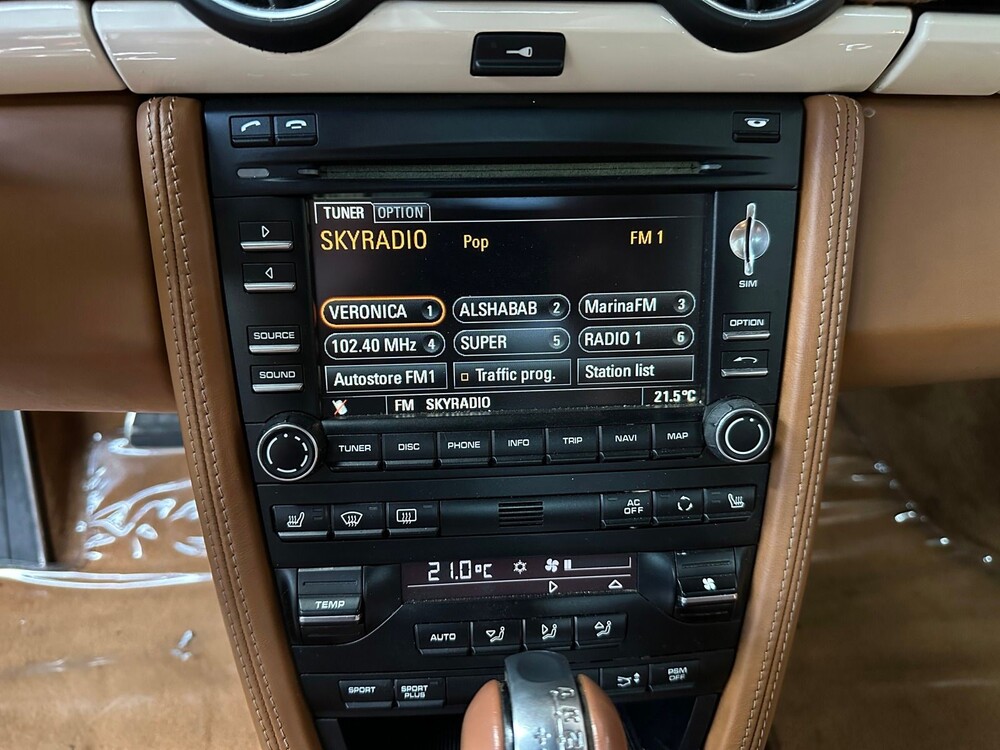 TUNER OPTION
SKYRADIO Pop FM 1
SIM
VERONICA 1 ALSHABAB 2 MarinaFM 3
102.40 MHz 4 SUPER 5 RADIO 1 6
Autostore FM1 Traffic prog. Station list
FM SKYRADIO 21.5°C
SOURCE
SOUND
OPTION
TUNER DISC PHONE INFO TRIP NAVI MAP
AC OFF
21.0°C
TEMP
AUTO
SPORT SPORT PLUS PSM OFF